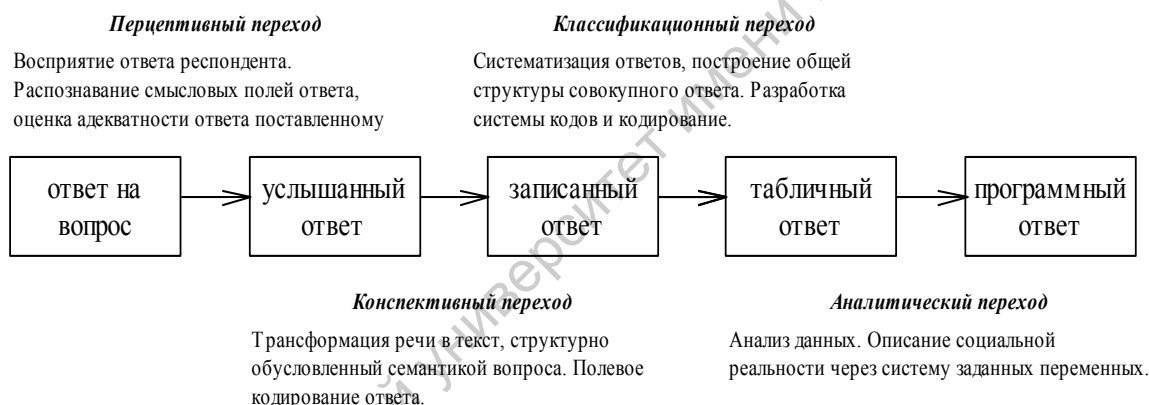 Перцептивный переход
Восприятие ответа респондента.
Распознавание смысловых полей ответа,
оценка адекватности ответа поставленному
Классификационный переход
Систематизация ответов, построение общей
структуры совокупного ответа. Разработка
системы кодов и кодирование.
ответ на
вопрос
услышанный
ответ
записанный
ответ
табличный
ответ
программный
ответ
Конспективный переход
Трансформация речи в текст, структурно
обусловленный семантикой вопроса. Полевое
кодирование ответа.
Аналитический переход
Анализ данных. Описание социальной
реальности через систему заданных переменных.
й университет имени